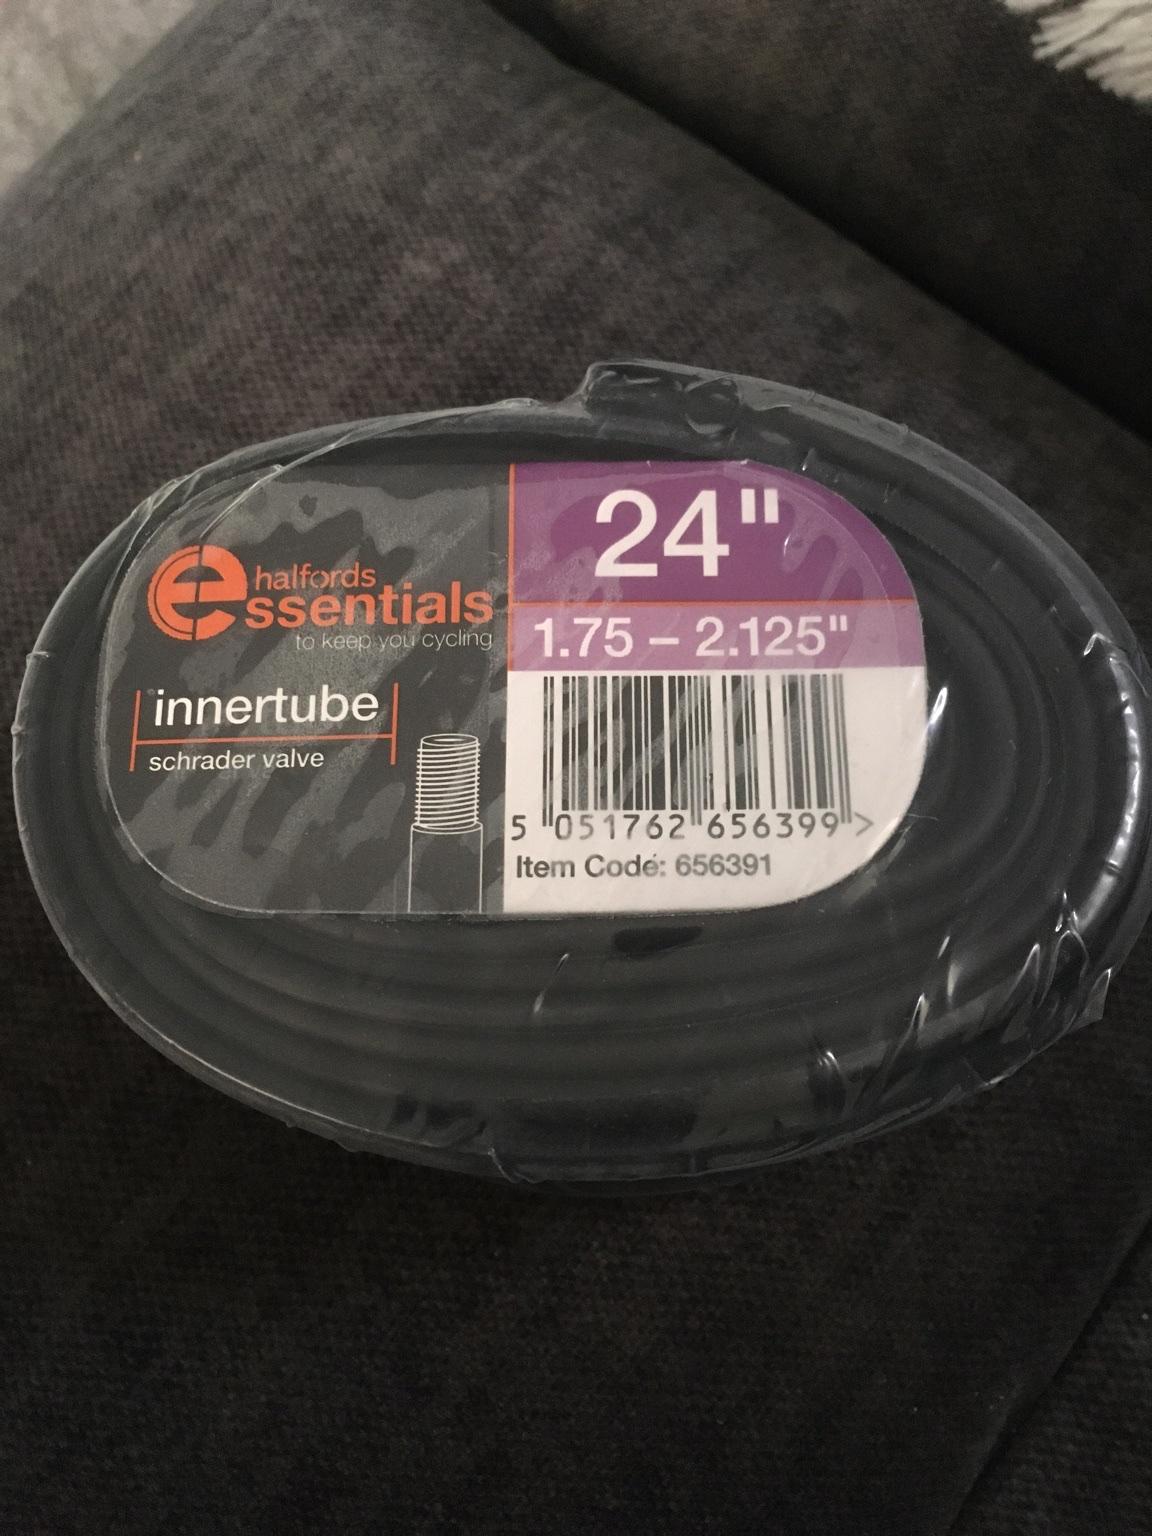 halfords
essentials
to keep you cycling
innertube
schrader valve
24"
1.75 – 2.125"
5 051762 656399 >
Item Code: 656391